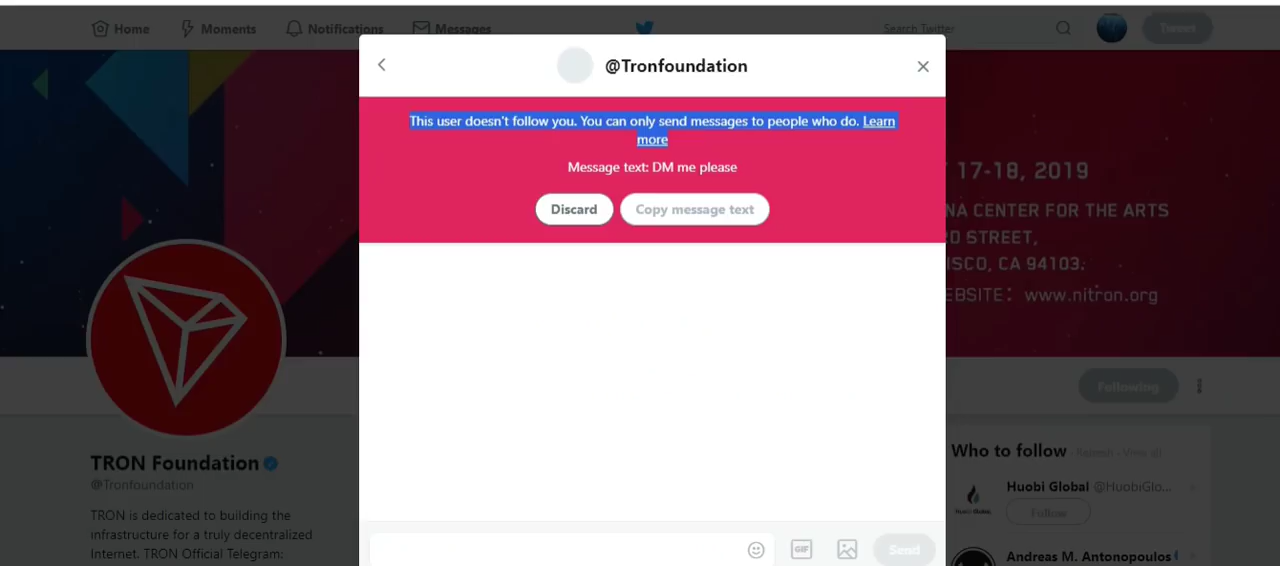 Home
Moments
Notifications
Messages
Search Twitter
Tweet
@Tronfoundation
This user doesn't follow you. You can only send messages to people who do. Learn
more
Message text: DM me please
Discard
Copy message text
17-18, 2019
NA CENTER FOR THE ARTS
RD STREET,
ISCO, CA 94103.
EBSITE: www.nitron.org
Following
TRON Foundation
@Tronfoundation
TRON is dedicated to building the
infrastructure for a truly decentralized
Internet. TRON Official Telegram:
Who to follow · Refresh · View all
Huobi Global @HuobiGlo...
Follow
Andreas M. Antonopoulos
GIF
Send